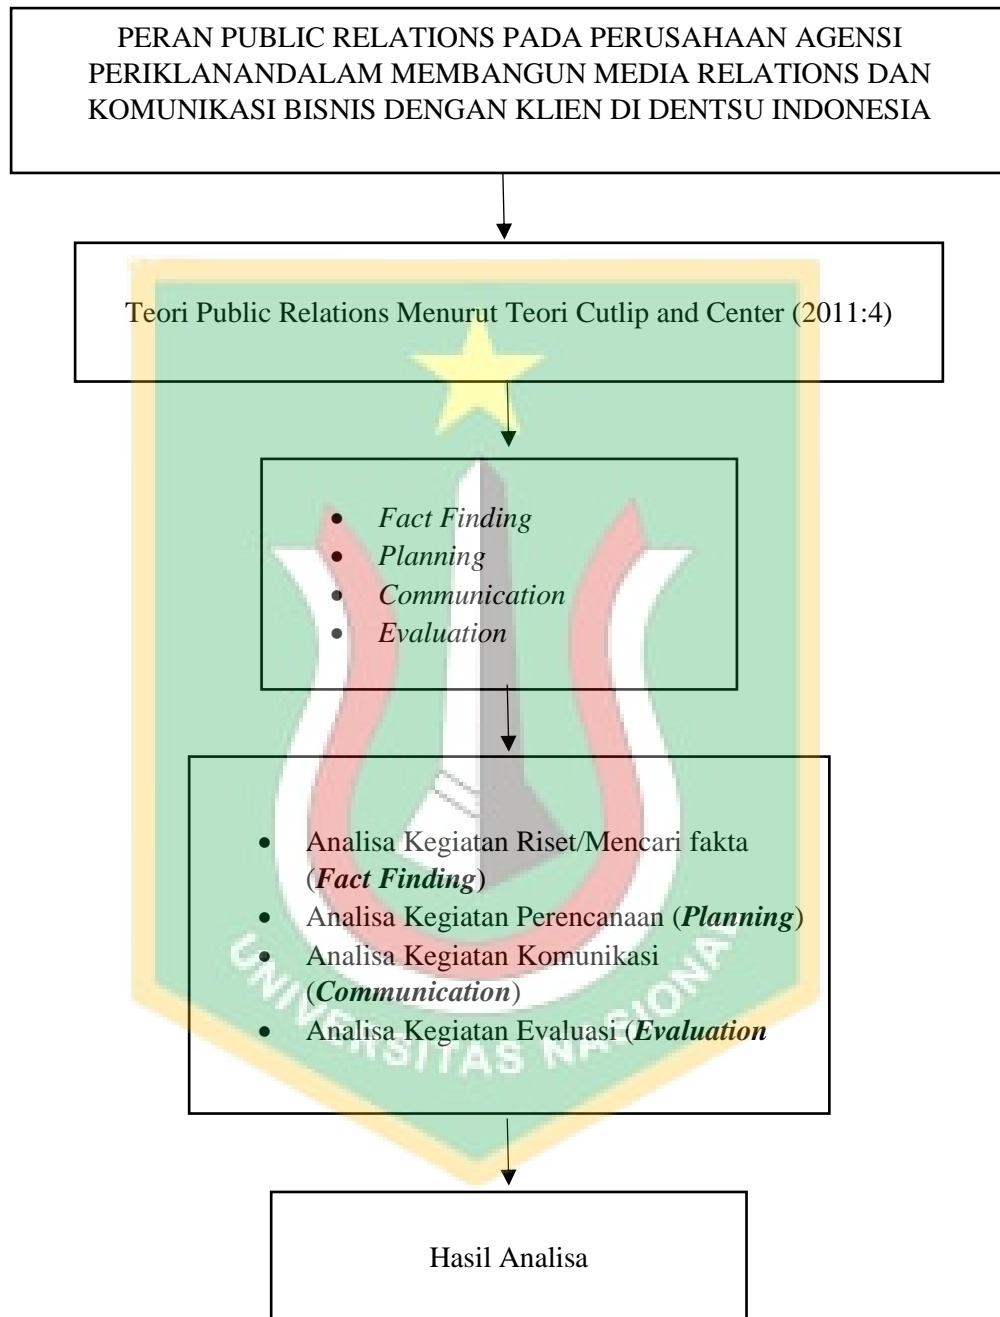 PERAN PUBLIC RELATIONS PADA PERUSAHAAN AGENSI
PERIKLANANDALAM MEMBANGUN MEDIA RELATIONS DAN
KOMUNIKASI BISNIS DENGAN KLIEN DI DENTSU INDONESIA
Teori Public Relations Menurut Teori Cutlip and Center (2011:4)
• Fact Finding
• Planning
• Communication
• Evaluation
• Analisa Kegiatan Riset/Mencari fakta
(Fact Finding)
• Analisa Kegiatan Perencanaan (Planning)
• Analisa Kegiatan Komunikasi
(Communication)
• Analisa Kegiatan Evaluasi (Evaluation
UNIVERSITAS NASIONAL
Hasil Analisa